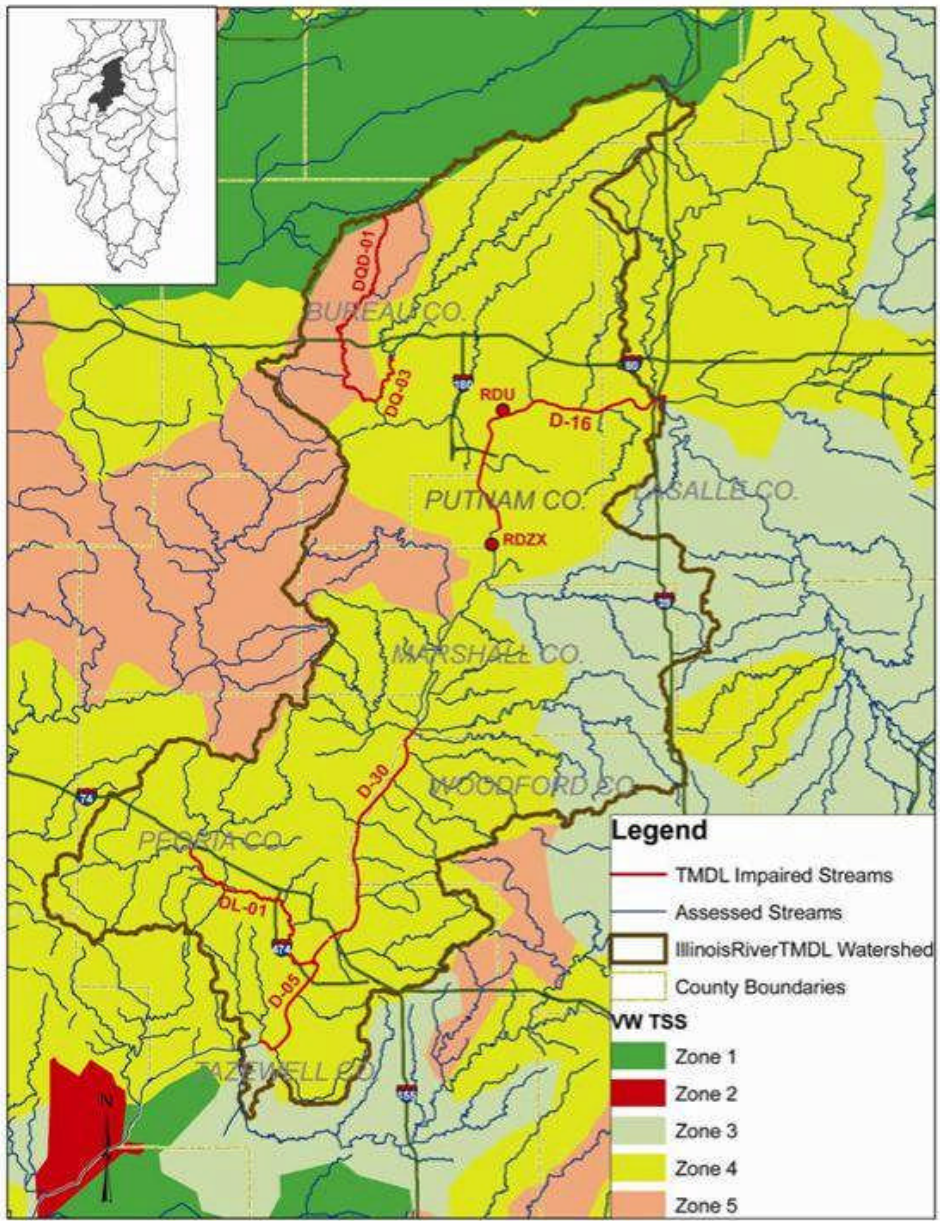 DQD-01
BUREAU CO.
80
DQ-03
180
RDU
D-16
PUTNAM CO.
LASALLE CO.
RDZX
39
MARSHALL CO.
D-30
WOODFORD CO.
74
PEORIA CO.
DL-01
474
D-05
TAZEWELL CO.
155
N
Legend
TMDL Impaired Streams
Assessed Streams
IllinoisRiverTMDL Watershed
County Boundaries
VW TSS
Zone 1
Zone 2
Zone 3
Zone 4
Zone 5